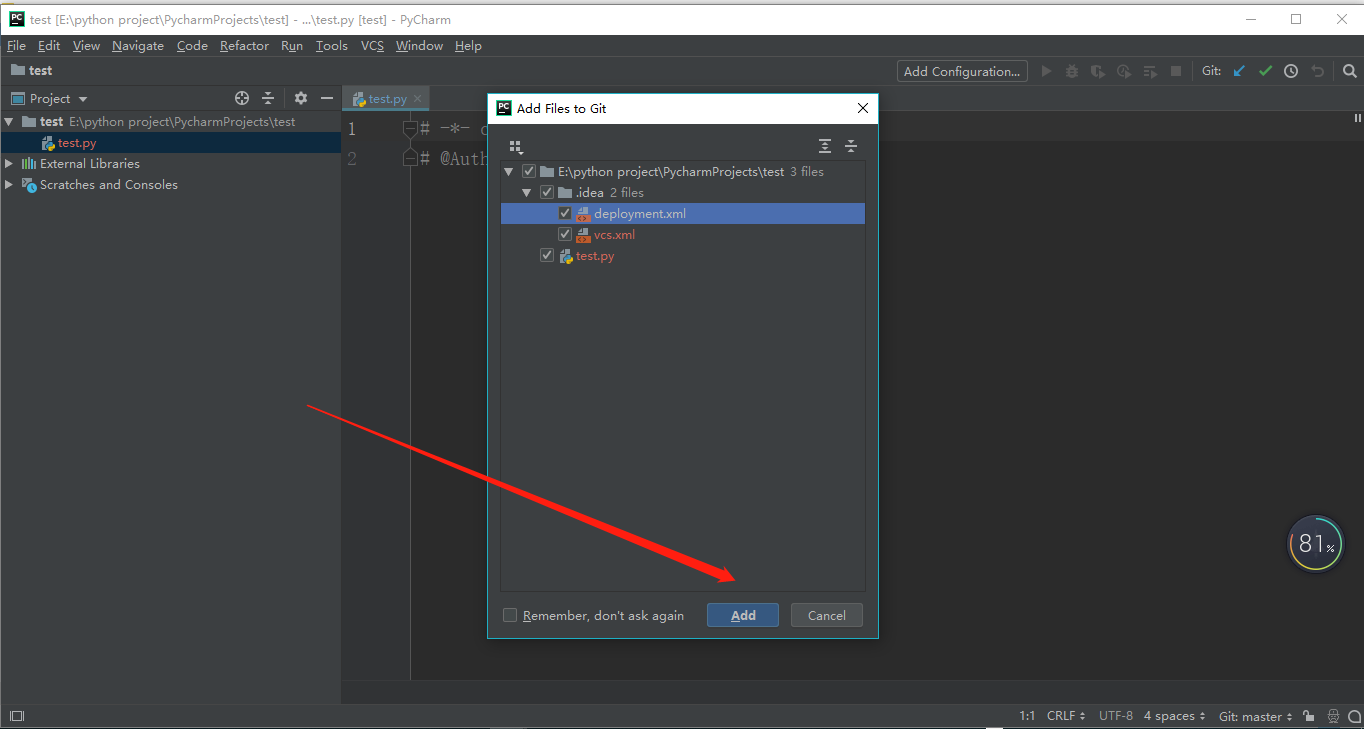 PC test [E:\python project\PycharmProjects\test] - ...\test.py [test] - PyCharm
File Edit View Navigate Code Refactor Run Tools VCS Window Help
test
Add Configuration...
Git:
Project
test.py
test E:\python project\PycharmProjects\test
test.py
External Libraries
Scratches and Consoles
1 # -*-
2 # @Auth
PC Add Files to Git
E:\python project\PycharmProjects\test 3 files
.idea 2 files
deployment.xml
vcs.xml
test.py
Remember, don't ask again
Add
Cancel
81%
1:1 CRLF UTF-8 4 spaces Git: master